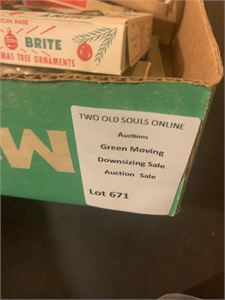 ICAN MADE
BRITE
MAS TREE ORNAMENTS
TWO OLD SOULS ONLINE
Auctions
Green Moving
Downsizing Sale
Auction Sale
Lot 671